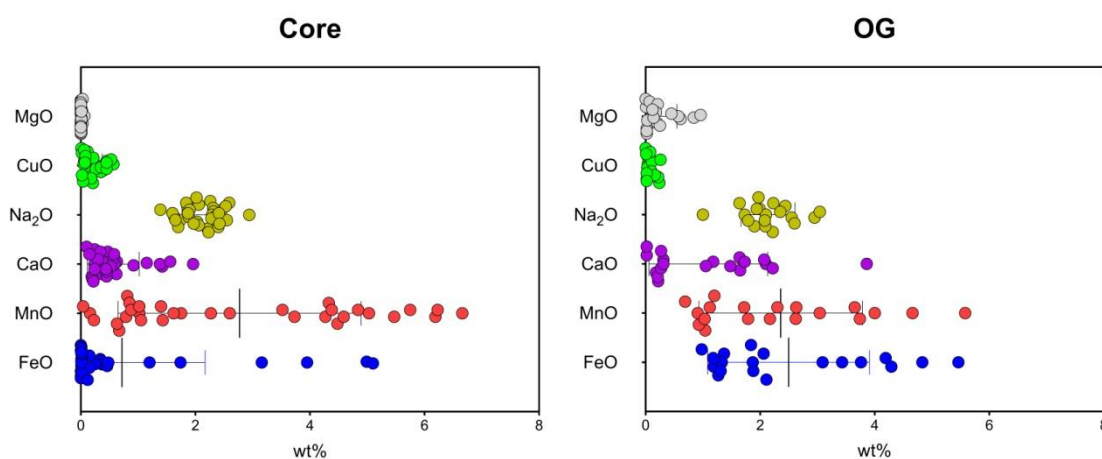 Core
MgO
CuO
Na₂O
CaO
MnO
FeO
0 2 4 6 8
wt%
OG
MgO
CuO
Na₂O
CaO
MnO
FeO
0 2 4 6 8
wt%